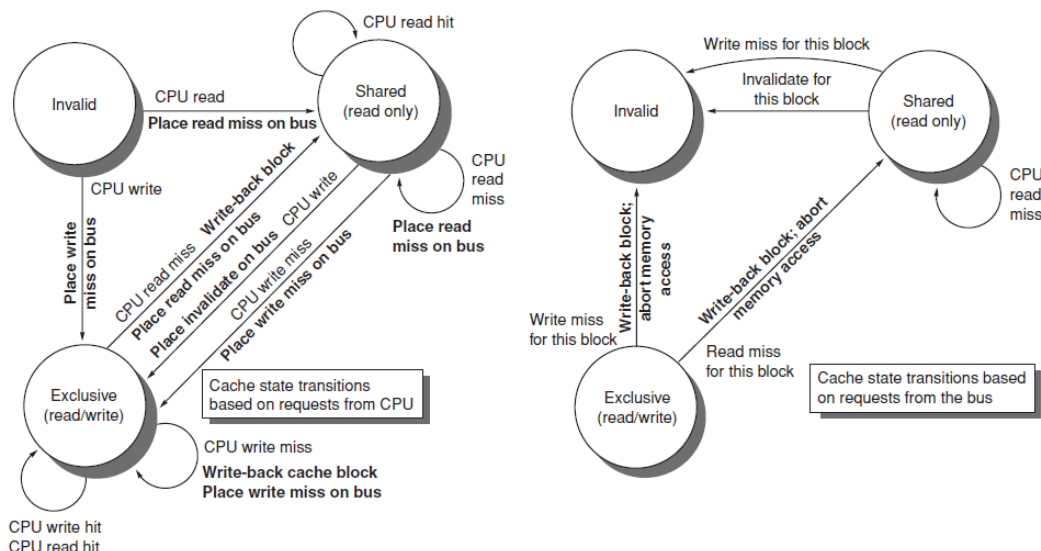 CPU read hit
Invalid
CPU read
Place read miss on bus
Shared
(read only)
CPU write
Place write
miss on bus
CPU read miss
Write-back block
Place read miss on bus
Place invalidate on bus
CPU write
CPU write miss
Place write miss on bus
CPU
read
miss
Place read
miss on bus
Exclusive
(read/write)
Cache state transitions
based on requests from CPU
CPU write miss
Write-back cache block
Place write miss on bus
CPU write hit
CPU read hit
Write miss for this block
Invalidate for
this block
Invalid
Shared
(read only)
CPU
read
miss
Write-back block;
abort memory
access
Write-back block; abort
memory access
Write miss
for this block
Read miss
for this block
Exclusive
(read/write)
Cache state transitions based
on requests from the bus